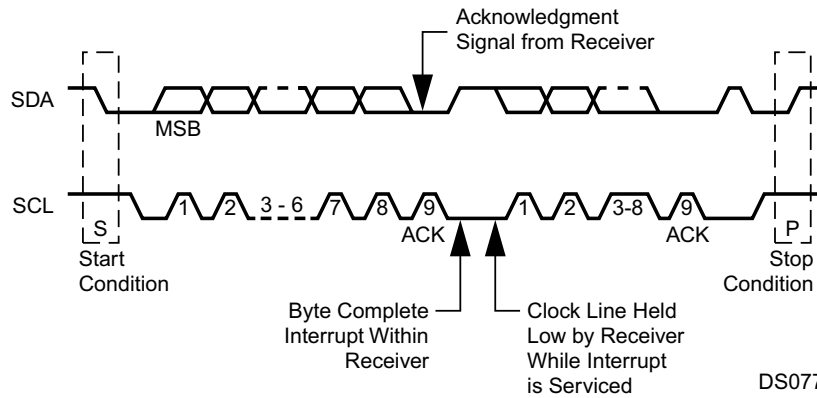 Acknowledgment
Signal from Receiver
SDA
MSB
SCL
1 2 3 - 6 7 8 9 1 2 3-8 9
S ACK ACK P
Start
Condition
Stop
Condition
Byte Complete
Interrupt Within
Receiver
Clock Line Held
Low by Receiver
While Interrupt
is Serviced
DS077